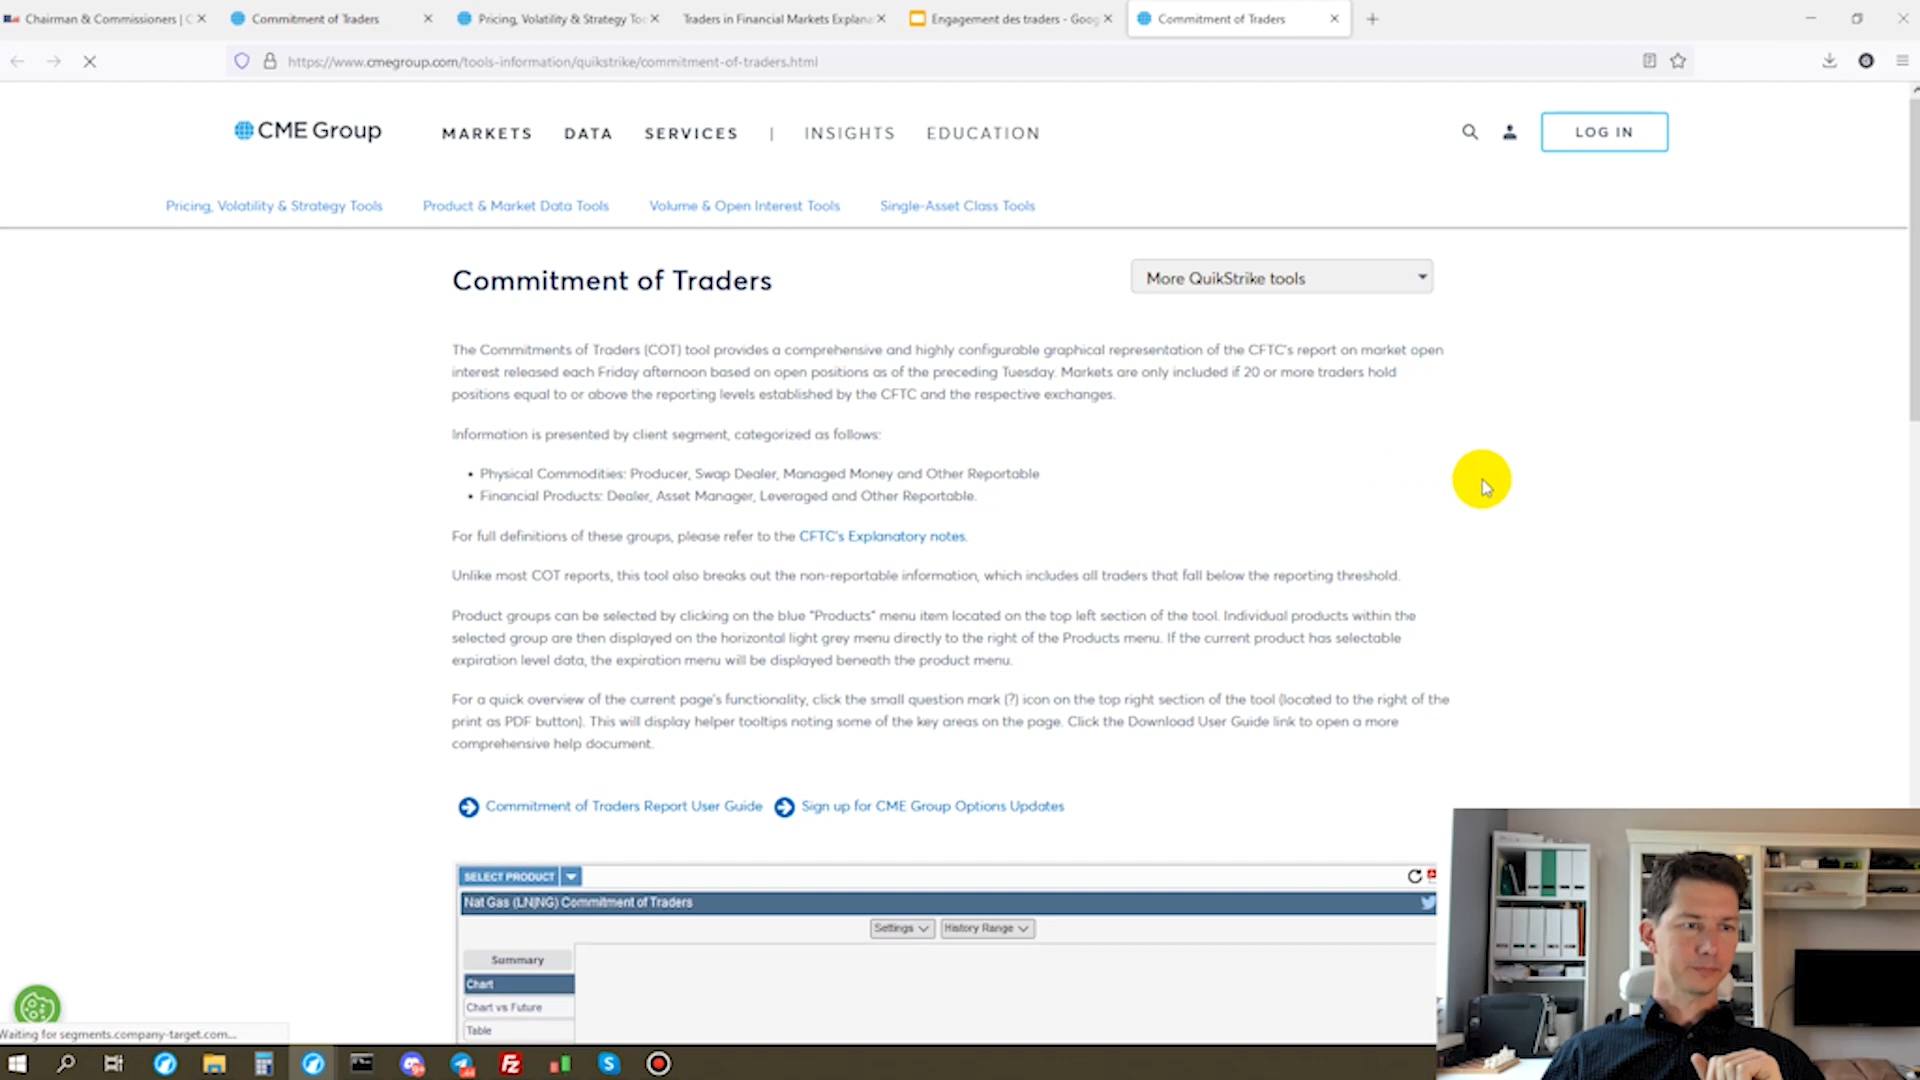 Chairman & Commissioners | C
Commitment of Traders
Pricing, Volatility & Strategy Too
Traders in Financial Markets Explana
Engagement des traders - Goog
Commitment of Traders
https://www.cmegroup.com/tools-information/quikstrike/commitment-of-traders.html
CME Group
MARKETS DATA SERVICES | INSIGHTS EDUCATION
LOG IN
Pricing, Volatility & Strategy Tools
Product & Market Data Tools
Volume & Open Interest Tools
Single-Asset Class Tools
Commitment of Traders
More QuikStrike tools
The Commitments of Traders (COT) tool provides a comprehensive and highly configurable graphical representation of the CFTC's report on market open
interest released each Friday afternoon based on open positions as of the preceding Tuesday. Markets are only included if 20 or more traders hold
positions equal to or above the reporting levels established by the CFTC and the respective exchanges.
Information is presented by client segment, categorized as follows:
• Physical Commodities: Producer, Swap Dealer, Managed Money and Other Reportable
• Financial Products: Dealer, Asset Manager, Leveraged and Other Reportable.
For full definitions of these groups, please refer to the CFTC's Explanatory notes.
Unlike most COT reports, this tool also breaks out the non-reportable information, which includes all traders that fall below the reporting threshold.
Product groups can be selected by clicking on the blue "Products" menu item located on the top left section of the tool. Individual products within the
selected group are then displayed on the horizontal light grey menu directly to the right of the Products menu. If the current product has selectable
expiration level data, the expiration menu will be displayed beneath the product menu.
For a quick overview of the current page's functionality, click the small question mark (?) icon on the top right section of the tool (located to the right of the
print as PDF button). This will display helper tooltips noting some of the key areas on the page. Click the Download User Guide link to open a more
comprehensive help document.
Commitment of Traders Report User Guide
Sign up for CME Group Options Updates
SELECT PRODUCT
Nat Gas (LN|NG) Commitment of Traders
Settings
History Range
Summary
Chart
Chart vs Future
Table
Waiting for segments.company-target.com...